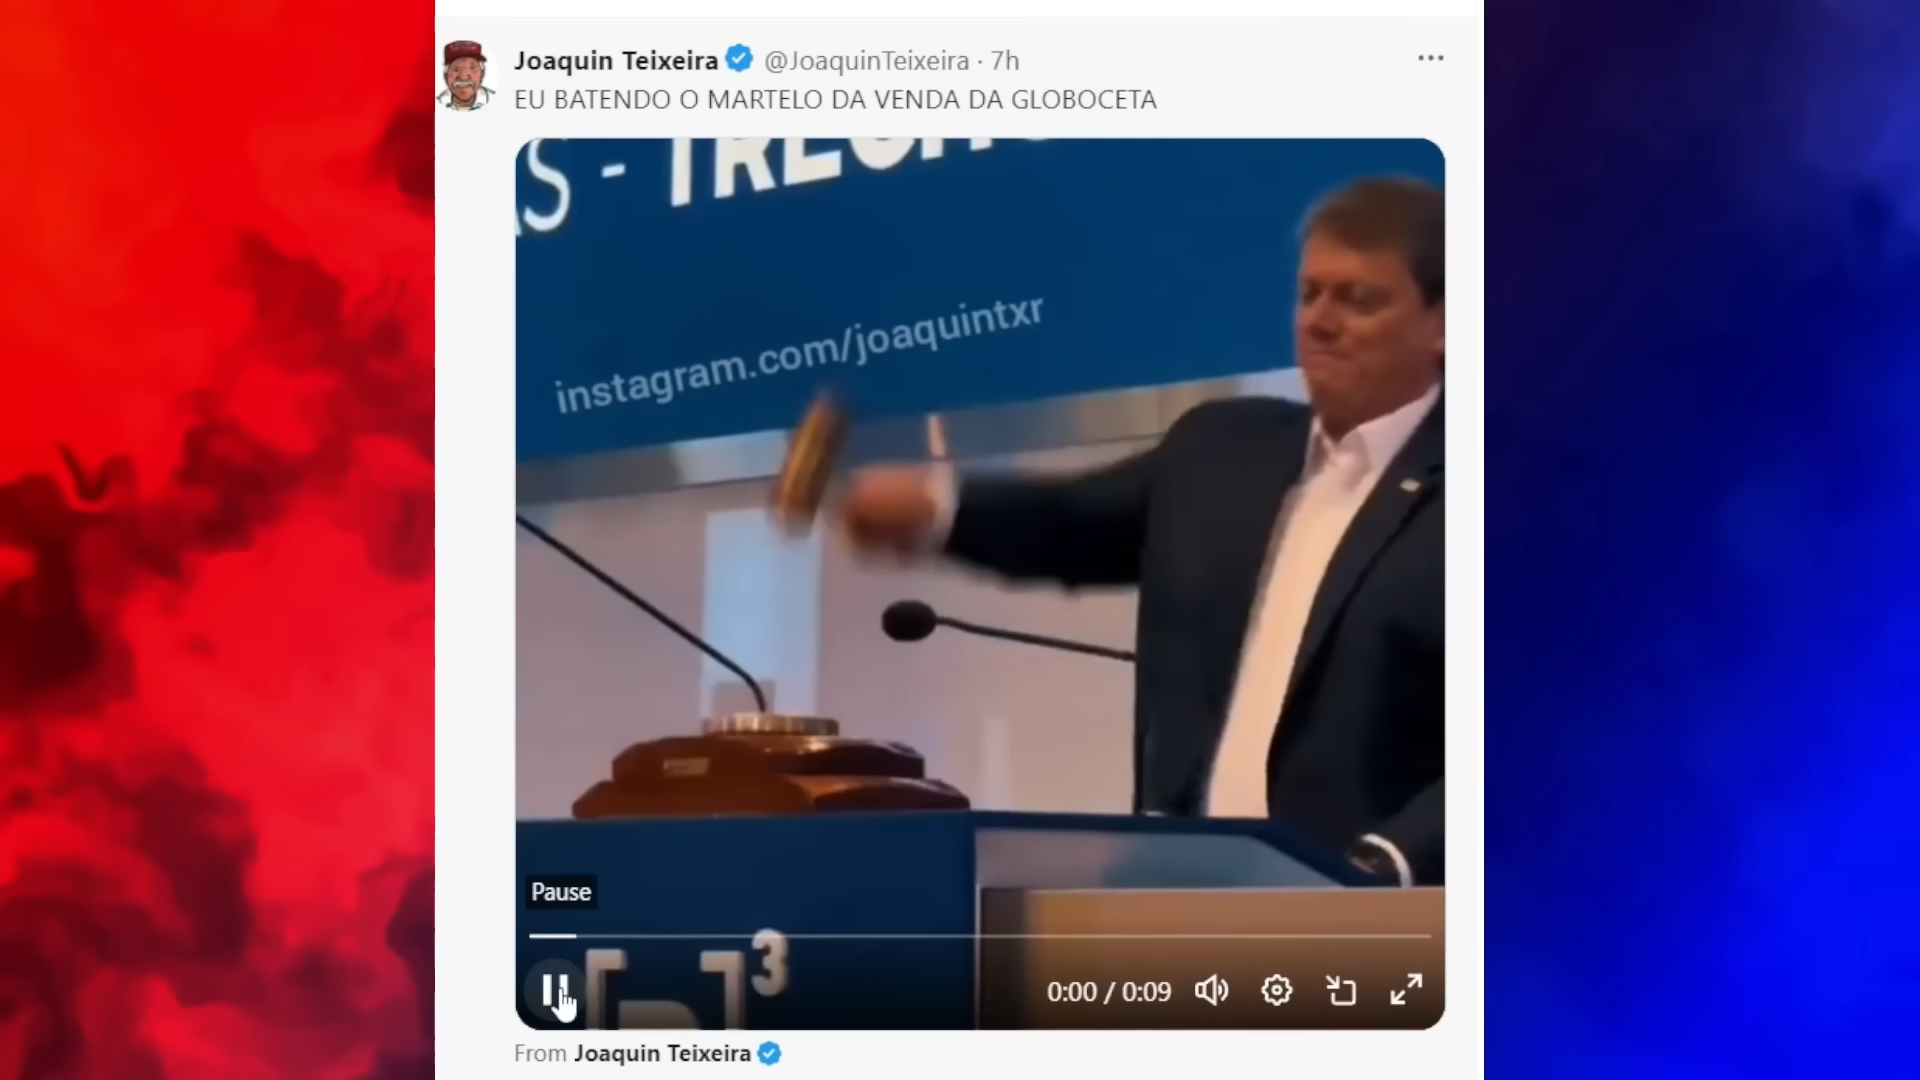 Joaquin Teixeira @JoaquinTeixeira · 7h
EU BATENDO O MARTELO DA VENDA DA GLOBOCETA
instagram.com/joaquintxr
Pause
3
0:00 / 0:09
From Joaquin Teixeira